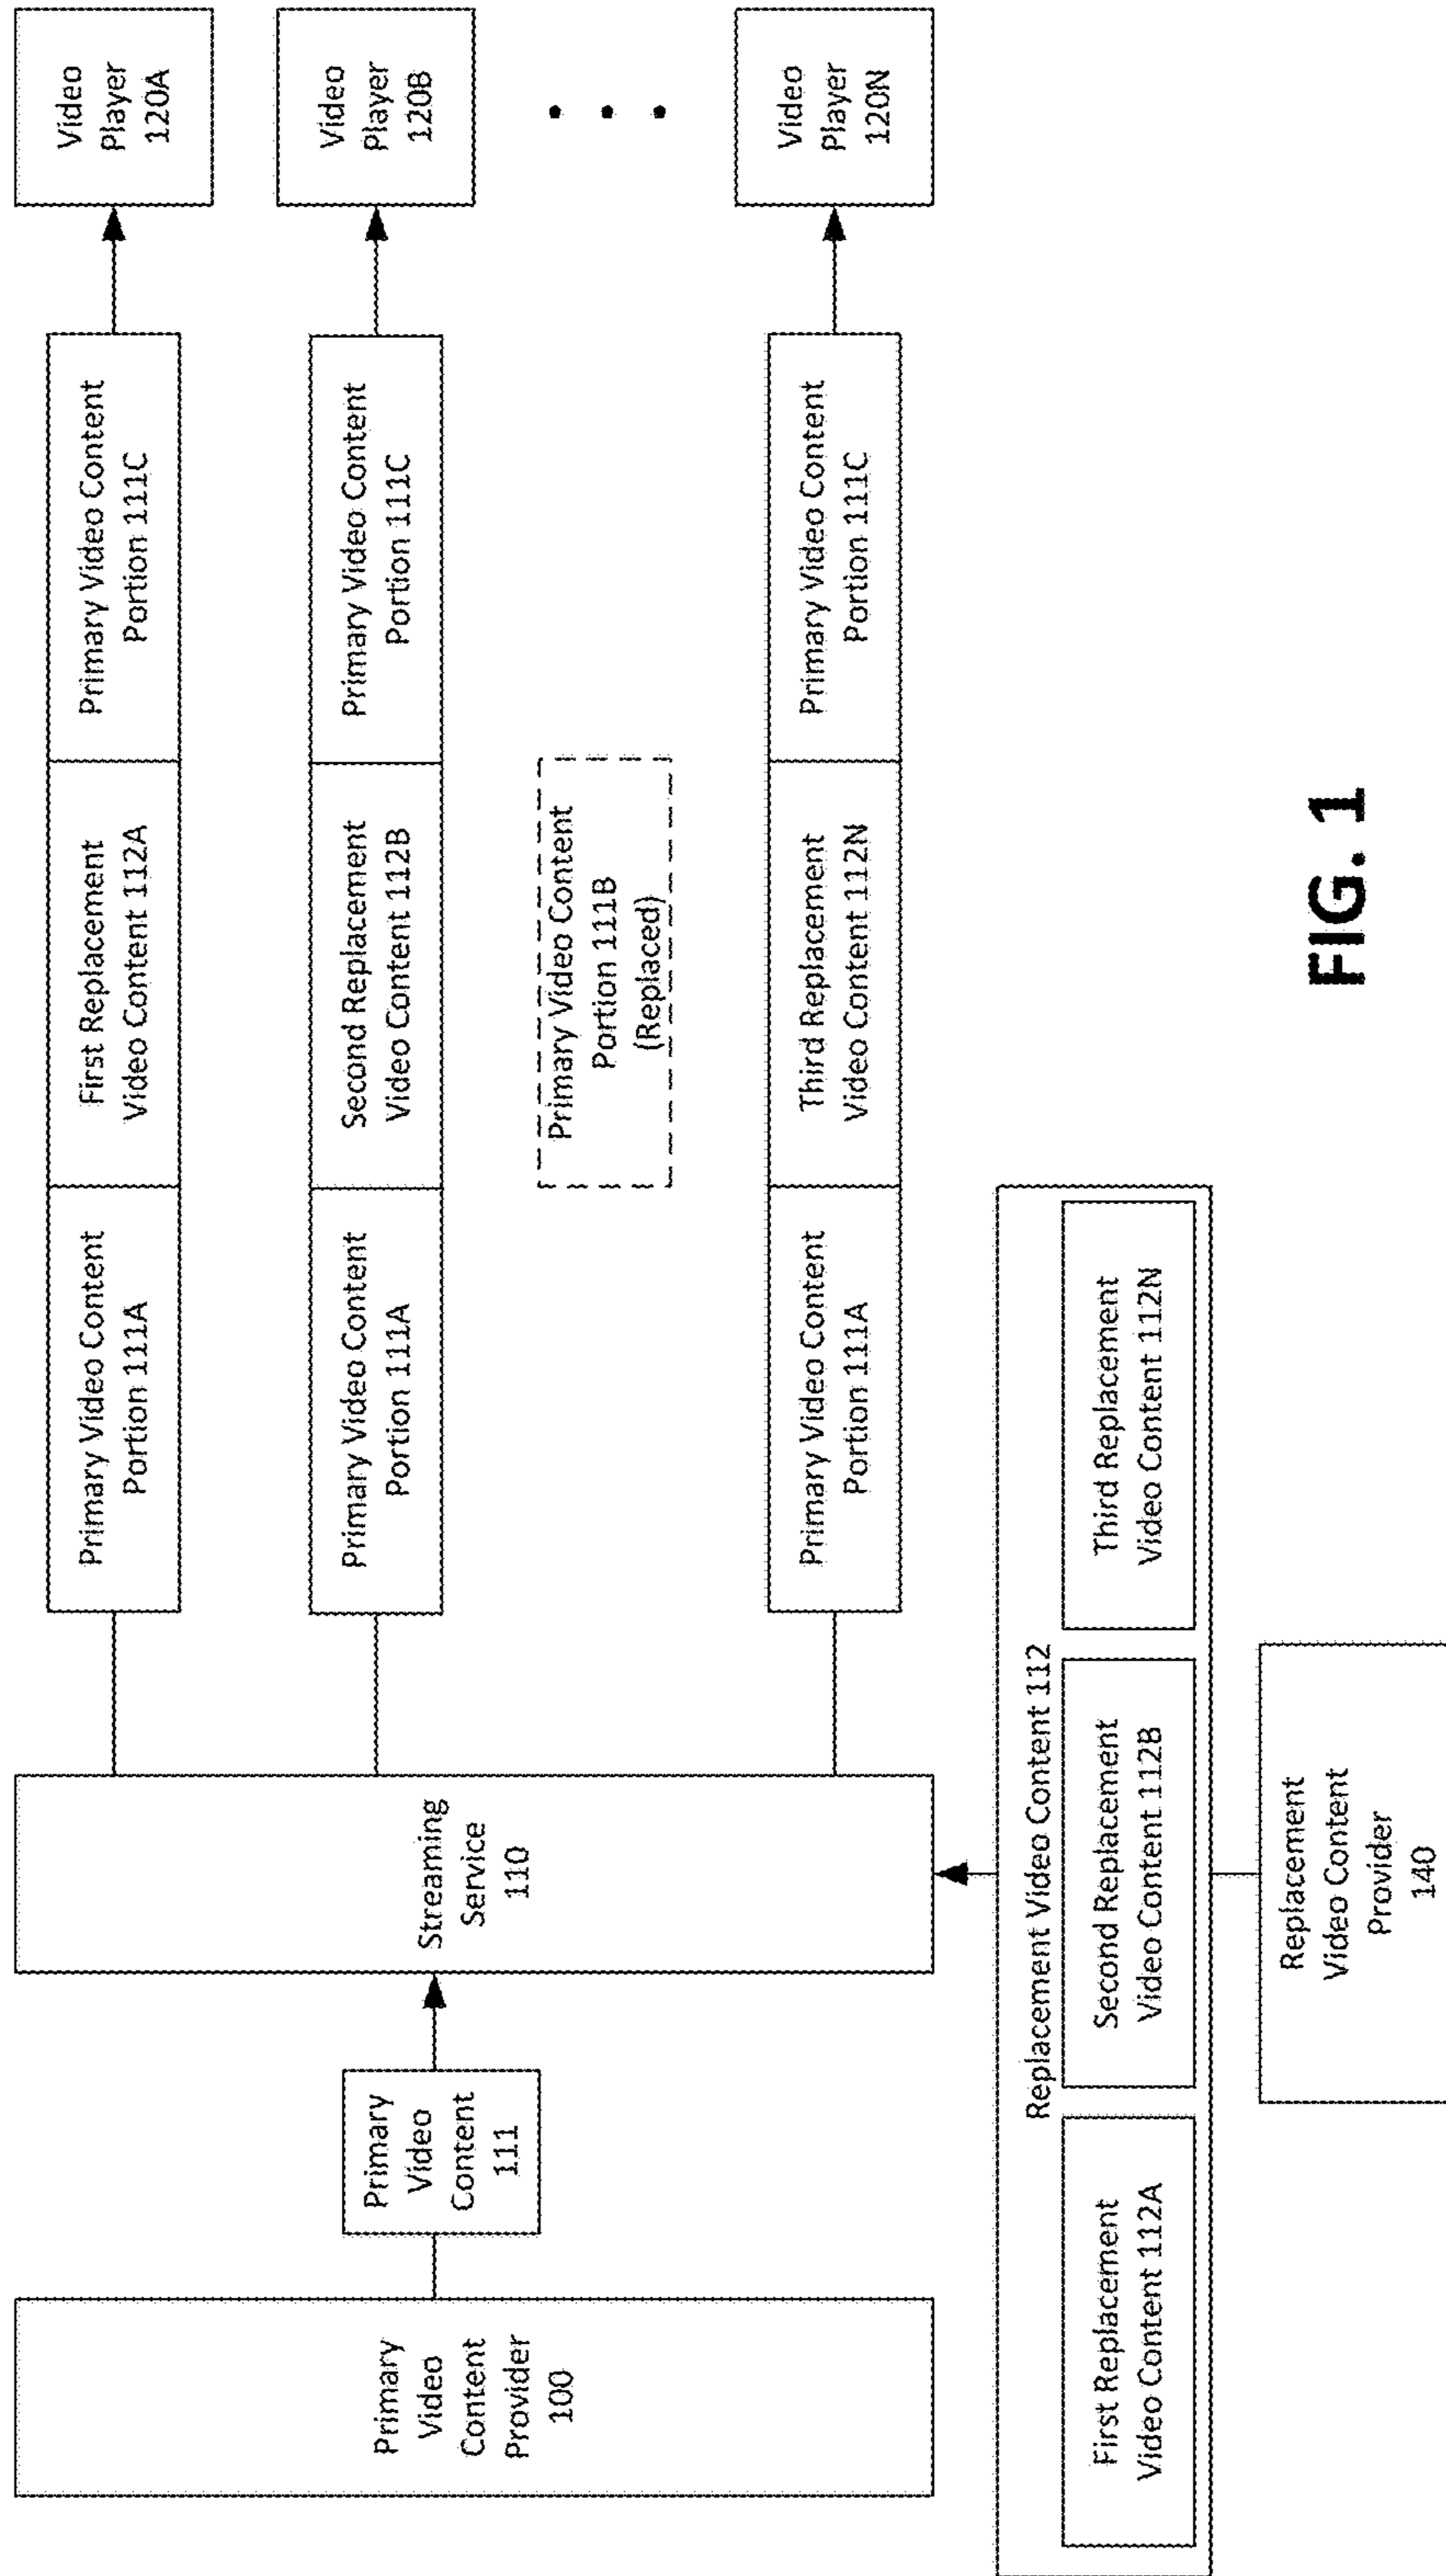 Primary
Video
Content
Provider
100
Primary
Video
Content
111
Streaming
Service
110
Primary Video Content
Portion 111A
First Replacement
Video Content 112A
Primary Video Content
Portion 111C
Video
Player
120A
Primary Video Content
Portion 111A
Second Replacement
Video Content 112B
Primary Video Content
Portion 111C
Video
Player
120B
Primary Video Content
Portion 111B
(Replaced)
Primary Video Content
Portion 111A
Third Replacement
Video Content 112N
Primary Video Content
Portion 111C
Video
Player
120N
Replacement Video Content 112
First Replacement
Video Content 112A
Second Replacement
Video Content 112B
Third Replacement
Video Content 112N
Replacement
Video Content
Provider
140
FIG. 1